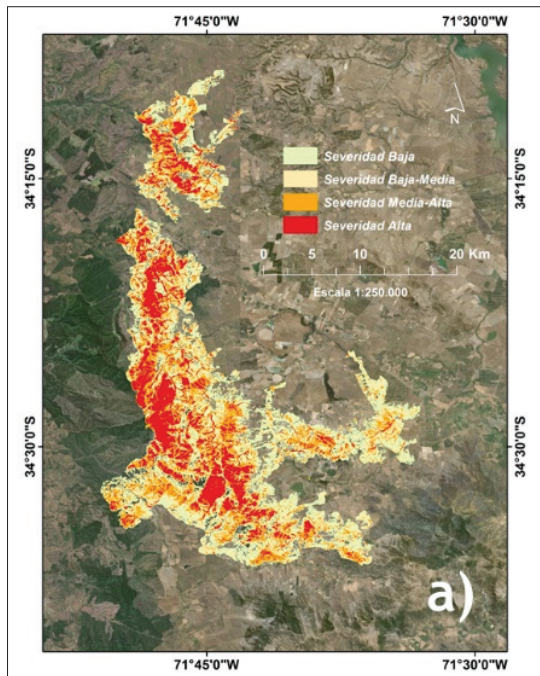 71°45'0"W 71°30'0"W
N
Severidad Baja
Severidad Baja-Media
Severidad Media-Alta
Severidad Alta
0 5 10 20 Km
Escala 1:250.000
34°15'0"S 34°15'0"S
34°30'0"S 34°30'0"S
a)
71°45'0"W 71°30'0"W